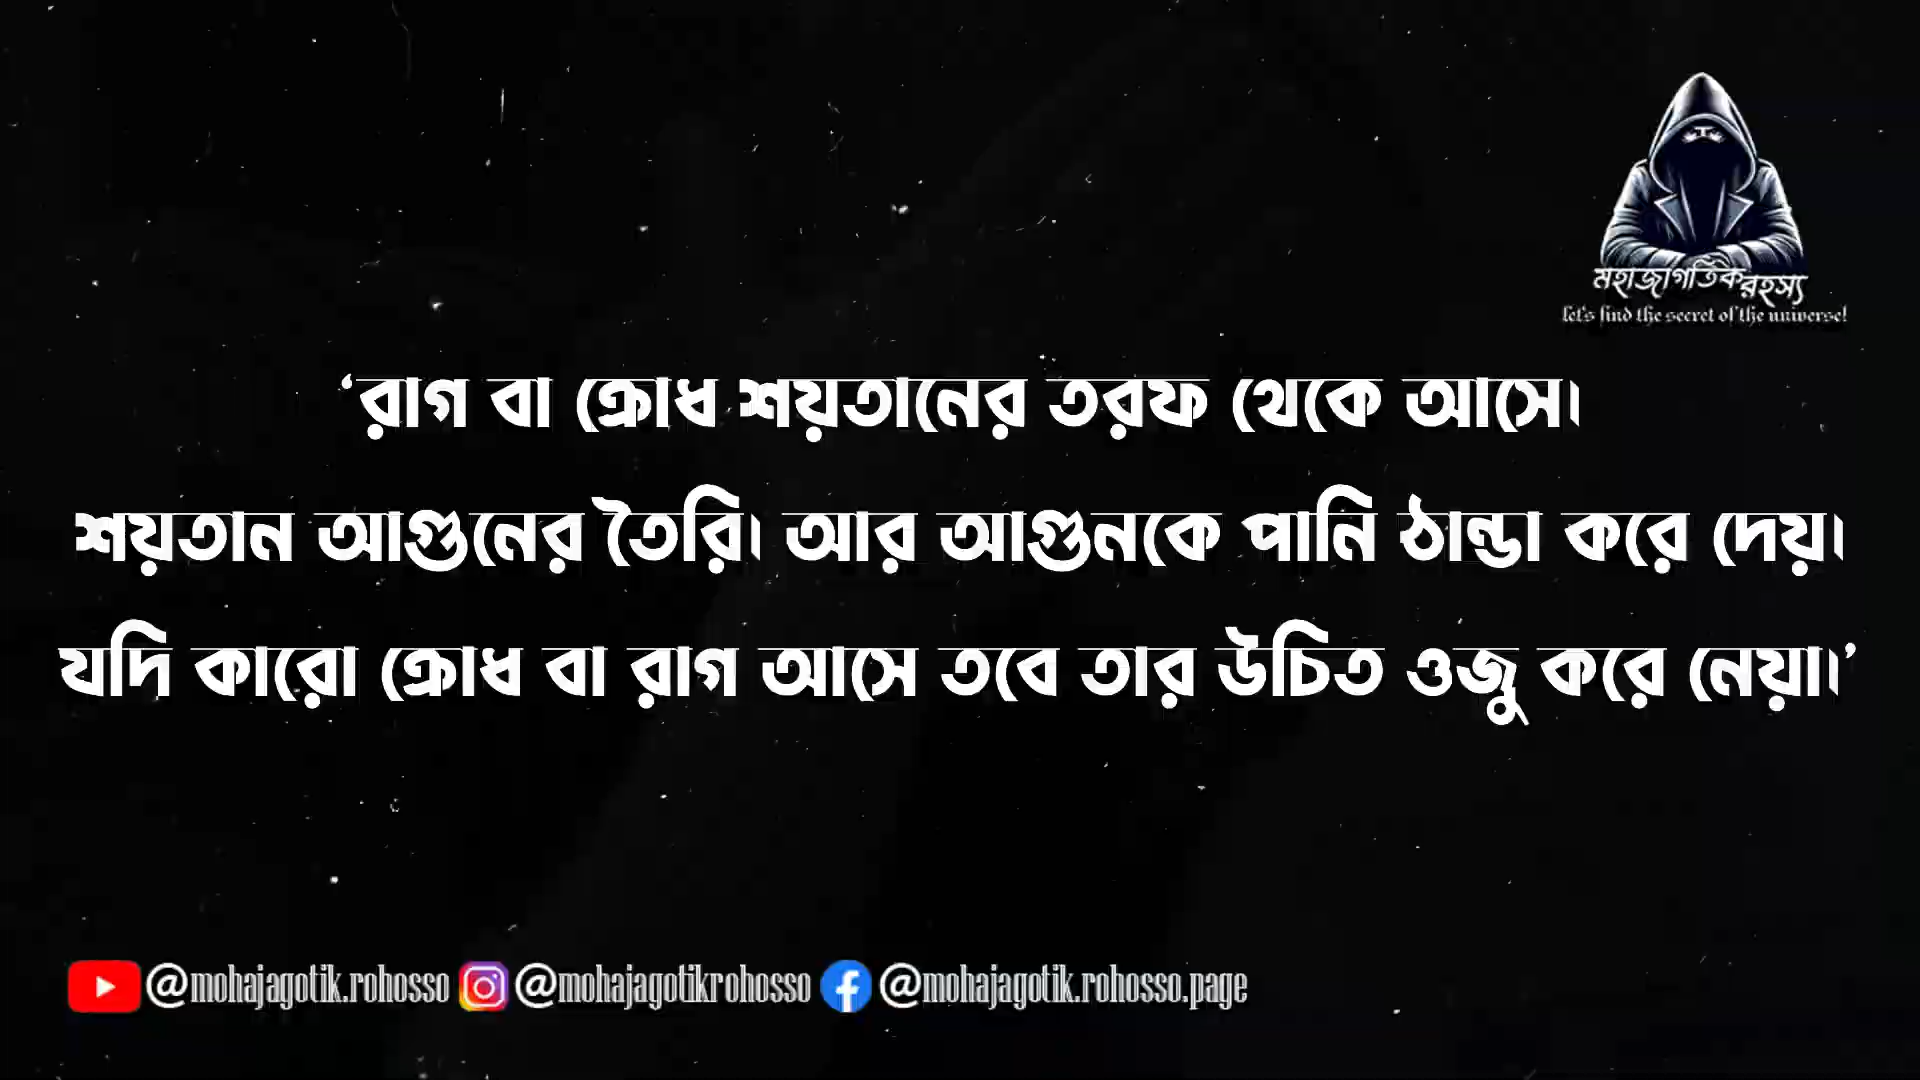 মহাজাগতিক রহস্য
let's find the secret of the universe!
‘রাগ বা ক্রোধ শয়তানের তরফ থেকে আসে।
শয়তান আগুনের তৈরি। আর আগুনকে পানি ঠান্ডা করে দেয়।
যদি কারো ক্রোধ বা রাগ আসে তবে তার উচিত ওজু করে নেয়া।’
@mohajagotik.rohosso @mohajagotikrohosso @mohajagotik.rohosso.page